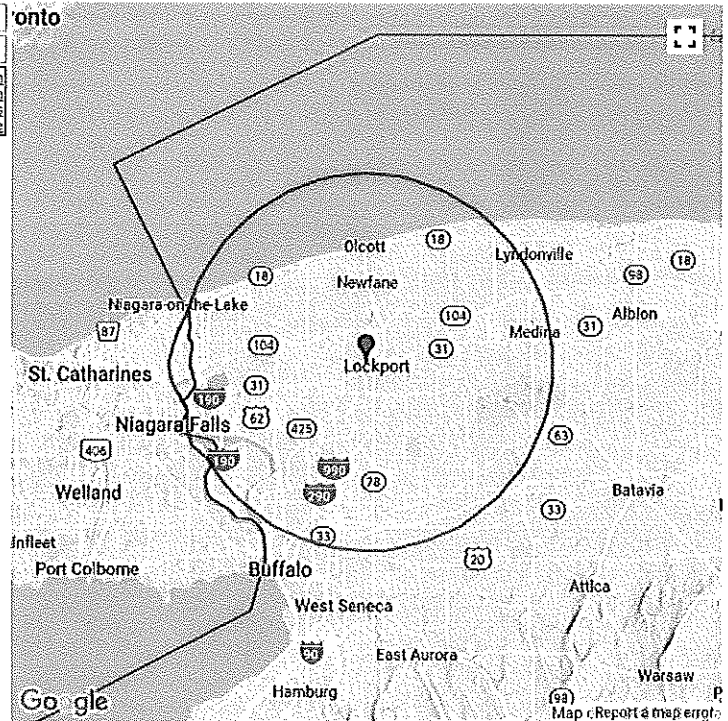 onto
Olcott
18
Lyndonville
18
98
18
Newfane
Niagara-on-the-Lake
87
104
Albion
31
Medina
104
31
Lockport
St. Catharines
31
190
62
Niagara Falls
425
63
406
190
990
Welland
290
78
Batavia
33
33
nfleet
Port Colborne
Buffalo
20
Attica
West Seneca
90
East Aurora
Warsaw
Hamburg
98
Google
Report a map error